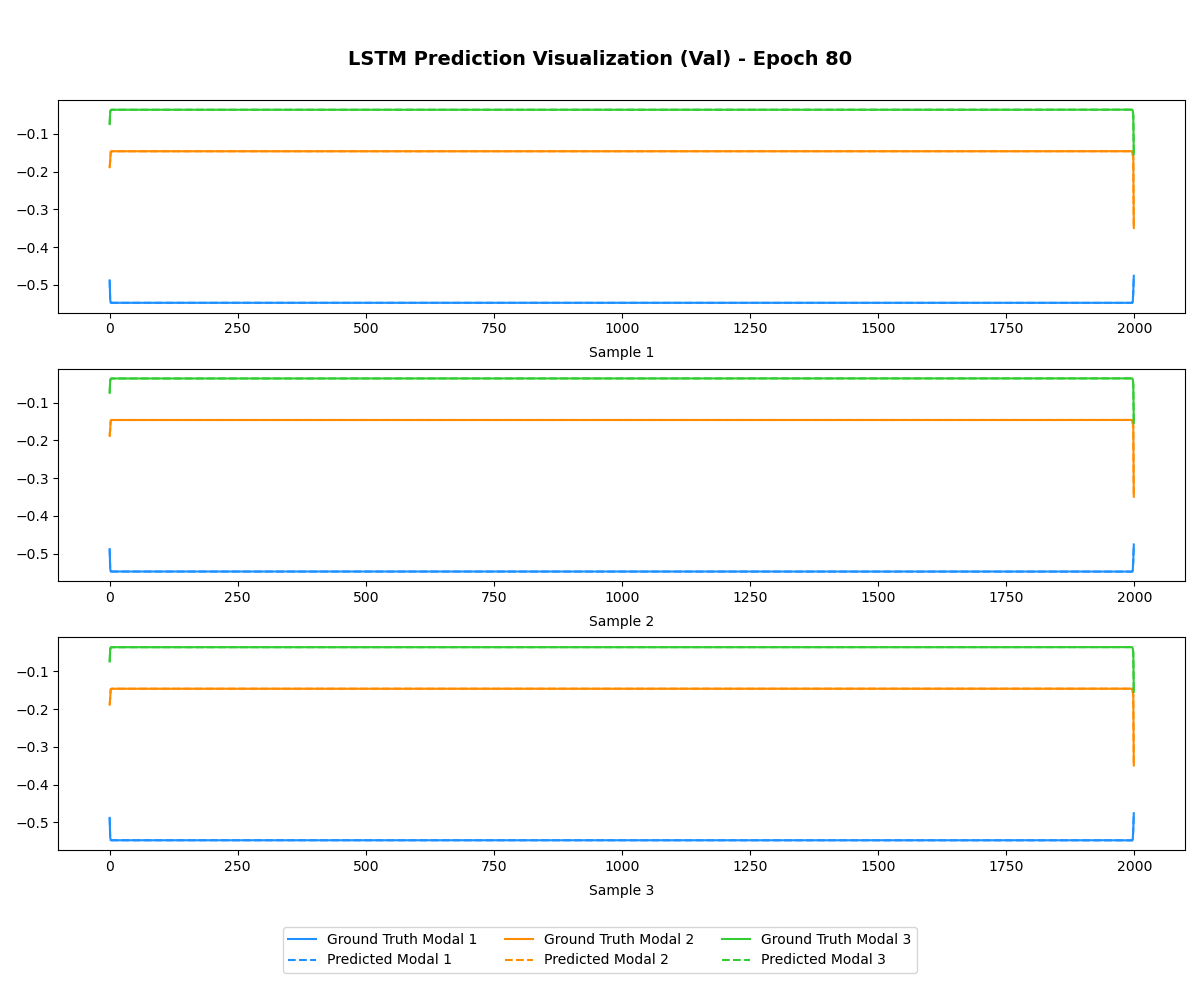 LSTM Prediction Visualization (Val) - Epoch 80
−0.1
−0.2
−0.3
−0.4
−0.5
0 250 500 750 1000 1250 1500 1750 2000
Sample 1
−0.1
−0.2
−0.3
−0.4
−0.5
0 250 500 750 1000 1250 1500 1750 2000
Sample 2
−0.1
−0.2
−0.3
−0.4
−0.5
0 250 500 750 1000 1250 1500 1750 2000
Sample 3
Ground Truth Modal 1 Ground Truth Modal 2 Ground Truth Modal 3
Predicted Modal 1 Predicted Modal 2 Predicted Modal 3